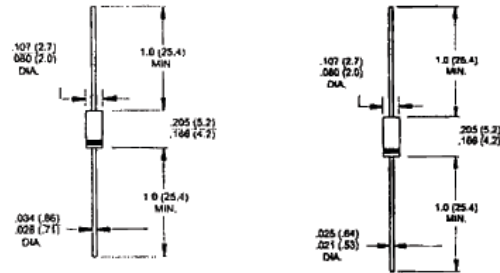 .107 (2.7)
.080 (2.0)
DIA.
1.0 (25.4)
MIN.
.205 (5.2)
.166 (4.2)
1.0 (25.4)
MIN.
.034 (.86)
.028 (.71)
DIA.
.107 (2.7)
.080 (2.0)
DIA.
1.0 (25.4)
MIN.
.205 (5.2)
.166 (4.2)
1.0 (25.4)
MIN.
.025 (.64)
.021 (.53)
DIA.